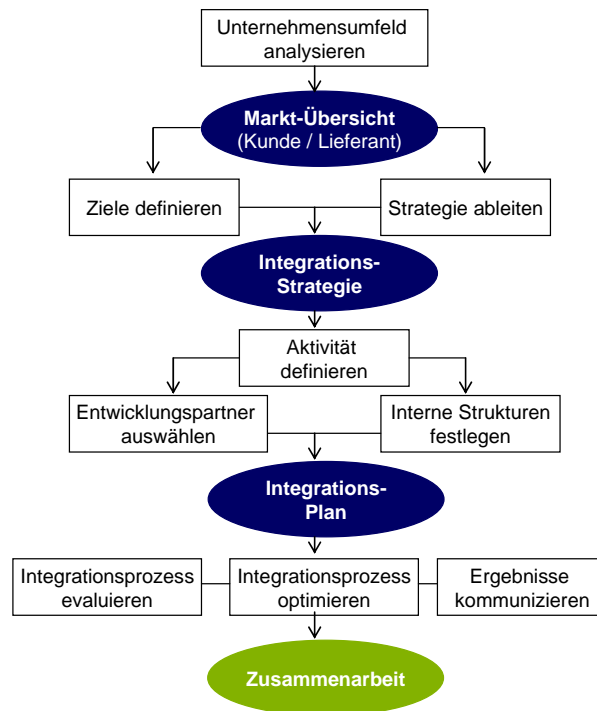 Unternehmensumfeld
analysieren
Markt-Übersicht
(Kunde / Lieferant)
Ziele definieren
Strategie ableiten
Integrations-
Strategie
Aktivität
definieren
Entwicklungspartner
auswählen
Interne Strukturen
festlegen
Integrations-
Plan
Integrationsprozess
evaluieren
Integrationsprozess
optimieren
Ergebnisse
kommunizieren
Zusammenarbeit